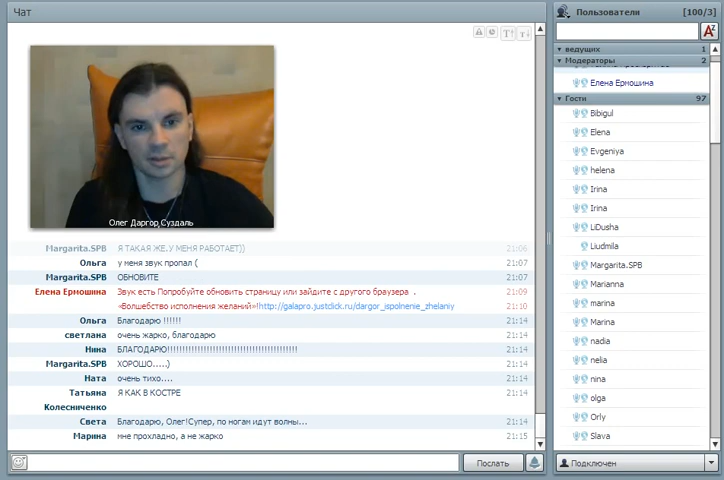 Чат
Олег Даргор,Суздаль
Margarita.SPB Я ТАКАЯ ЖЕ.У МЕНЯ РАБОТАЕТ)) 21:06
Ольга у меня звук пропал ( 21:07
Margarita.SPB ОБНОВИТЕ 21:07
Елена Ермошина Звук есть Попробуйте обновить страницу или зайдите с другого браузера . 21:09
«Волшебство исполнения желаний»!http://galapro.justclick.ru/dargor_ispolnenie_zhelaniy 21:10
Ольга Благодарю !!!!!! 21:14
светлана очень жарко, благодарю 21:14
Нина БЛАГОДАРЮ!!!!!!!!!!!!!!!!!!!!!!!!!!!!!!!!!!!!!!!! 21:14
Margarita.SPB ХОРОШО.....) 21:14
Ната очень тихо.... 21:14
Татьяна Я КАК В КОСТРЕ 21:14
Колесниченко
Света Благодарю, Олег!Супер, по ногам идут волны... 21:14
Марина мне прохладно, а не жарко 21:15
Послать
Пользователи [100/3]
ведущих 1
Модераторы 2
Елена Ермошина
Гости 97
Bibigul
Elena
Evgeniya
helena
Irina
Irina
LiDusha
Liudmila
Margarita.SPB
Marianna
marina
Marina
nadia
nelia
nina
olga
Orly
Slava
Подключен